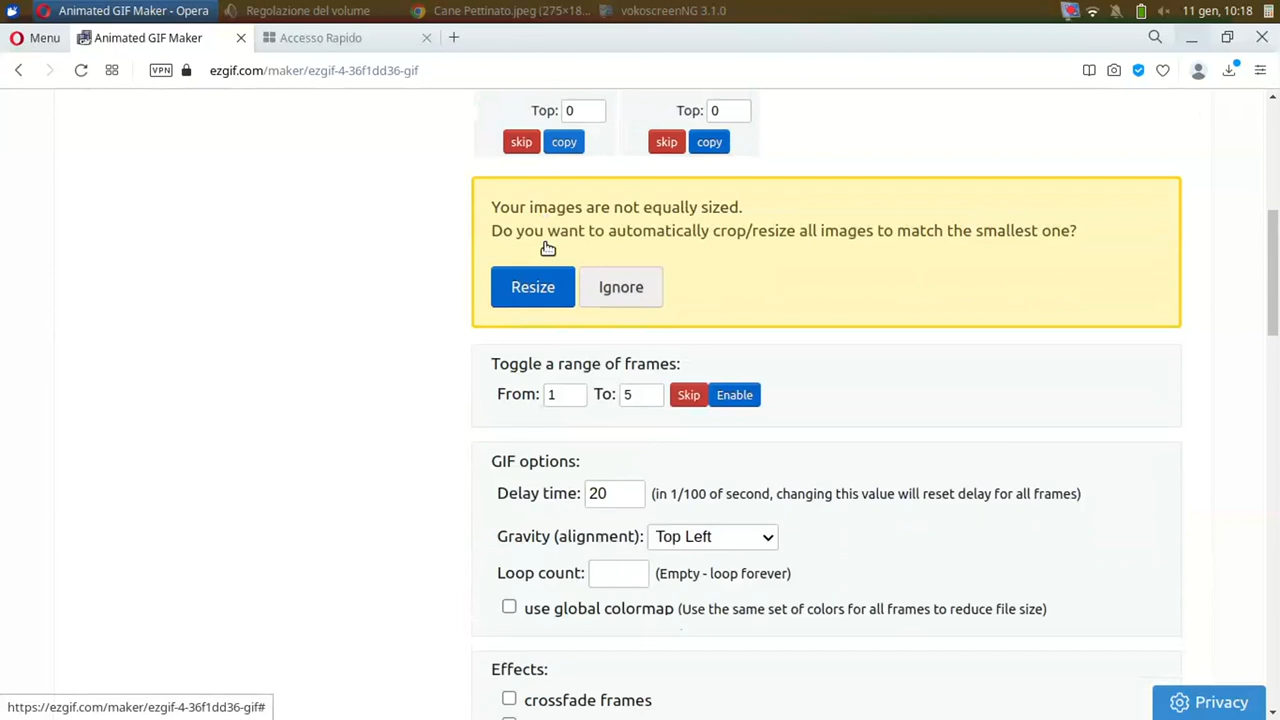 Animated GIF Maker - Opera
Regolazione del volume
Cane Pettinato.jpeg (275×18...
vokoscreenNG 3.1.0
11 gen, 10:18
Menu
Animated GIF Maker
Accesso Rapido
VPN
ezgif.com/maker/ezgif-4-36f1dd36-gif
Top: 0
Top: 0
skip copy
skip copy
Your images are not equally sized.
Do you want to automatically crop/resize all images to match the smallest one?
Resize
Ignore
Toggle a range of frames:
From: 1 To: 5 Skip Enable
GIF options:
Delay time: 20 (in 1/100 of second, changing this value will reset delay for all frames)
Gravity (alignment): Top Left
Loop count: (Empty - loop forever)
use global colormap (Use the same set of colors for all frames to reduce file size)
Effects:
crossfade frames
Privacy
https://ezgif.com/maker/ezgif-4-36f1dd36-gif#